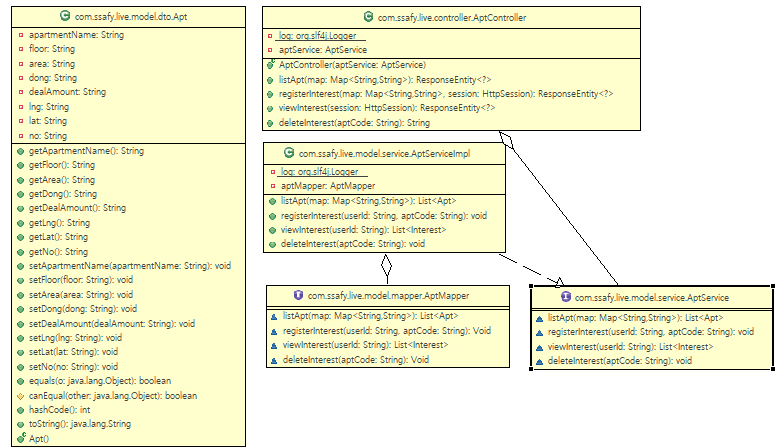 com.ssafy.live.model.dto.Apt
apartmentName: String
floor: String
area: String
dong: String
dealAmount: String
lng: String
lat: String
no: String
getApartmentName(): String
getFloor(): String
getArea(): String
getDong(): String
getDealAmount(): String
getLng(): String
getLat(): String
getNo(): String
setApartmentName(apartmentName: String): void
setFloor(floor: String): void
setArea(area: String): void
setDong(dong: String): void
setDealAmount(dealAmount: String): void
setLng(lng: String): void
setLat(lat: String): void
setNo(no: String): void
equals(o: java.lang.Object): boolean
canEqual(other: java.lang.Object): boolean
hashCode(): int
toString(): java.lang.String
Apt()
com.ssafy.live.controller.AptController
log: org.slf4j.Logger
aptService: AptService
AptController(aptService: AptService)
listApt(map: Map<String,String>): ResponseEntity<?>
registerInterest(map: Map<String,String>, session: HttpSession): ResponseEntity<?>
viewInterest(session: HttpSession): ResponseEntity<?>
deleteInterest(aptCode: String): String
com.ssafy.live.model.service.AptServiceImpl
log: org.slf4j.Logger
aptMapper: AptMapper
listApt(map: Map<String,String>): List<Apt>
registerInterest(userId: String, aptCode: String): void
viewInterest(userId: String): List<Interest>
deleteInterest(aptCode: String): void
com.ssafy.live.model.mapper.AptMapper
listApt(map: Map<String,String>): List<Apt>
registerInterest(userId: String, aptCode: String): Void
viewInterest(userId: String): List<Interest>
deleteInterest(aptCode: String): Void
com.ssafy.live.model.service.AptService
listApt(map: Map<String,String>): List<Apt>
registerInterest(userId: String, aptCode: String): void
viewInterest(userId: String): List<Interest>
deleteInterest(aptCode: String): void